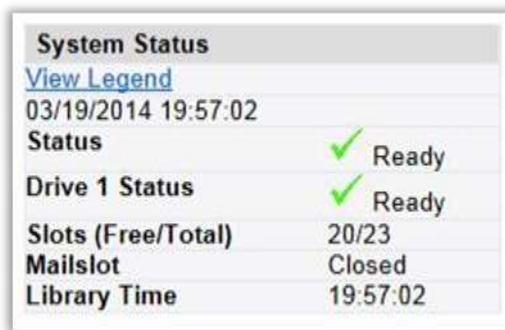 System Status
View Legend
03/19/2014 19:57:02
Status Ready
Drive 1 Status Ready
Slots (Free/Total) 20/23
Mailslot Closed
Library Time 19:57:02